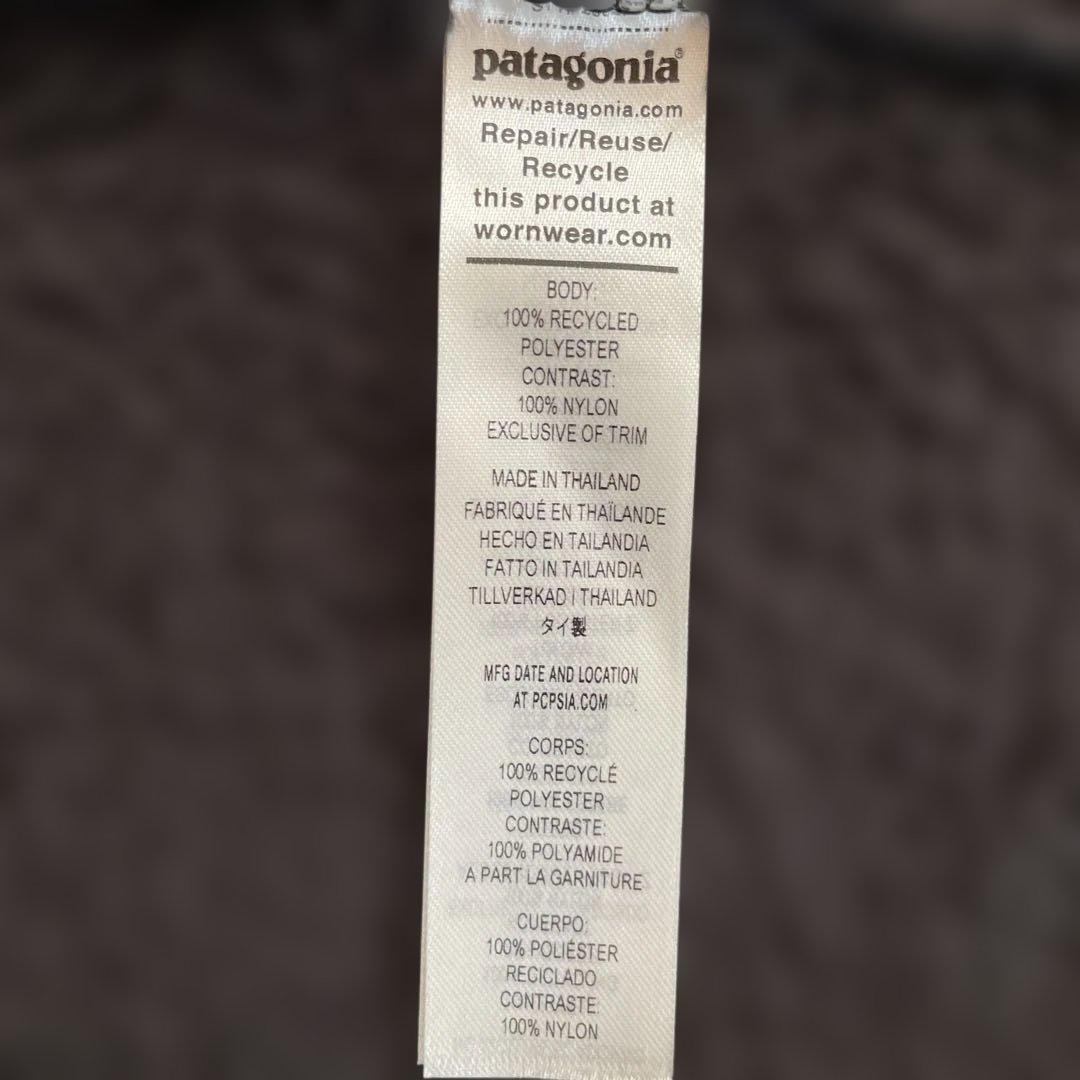 patagonia®
www.patagonia.com
Repair/Reuse/
Recycle
this product at
wornwear.com
BODY:
100% RECYCLED
POLYESTER
CONTRAST:
100% NYLON
EXCLUSIVE OF TRIM
MADE IN THAILAND
FABRIQUÉ EN THAÏLANDE
HECHO EN TAILANDIA
FATTO IN TAILANDIA
TILLVERKAD I THAILAND
タイ製
MFG DATE AND LOCATION
AT PCPSIA.COM
CORPS:
100% RECYCLÉ
POLYESTER
CONTRASTE:
100% POLYAMIDE
A PART LA GARNITURE
CUERPO:
100% POLIÉSTER
RECICLADO
CONTRASTE:
100% NYLON